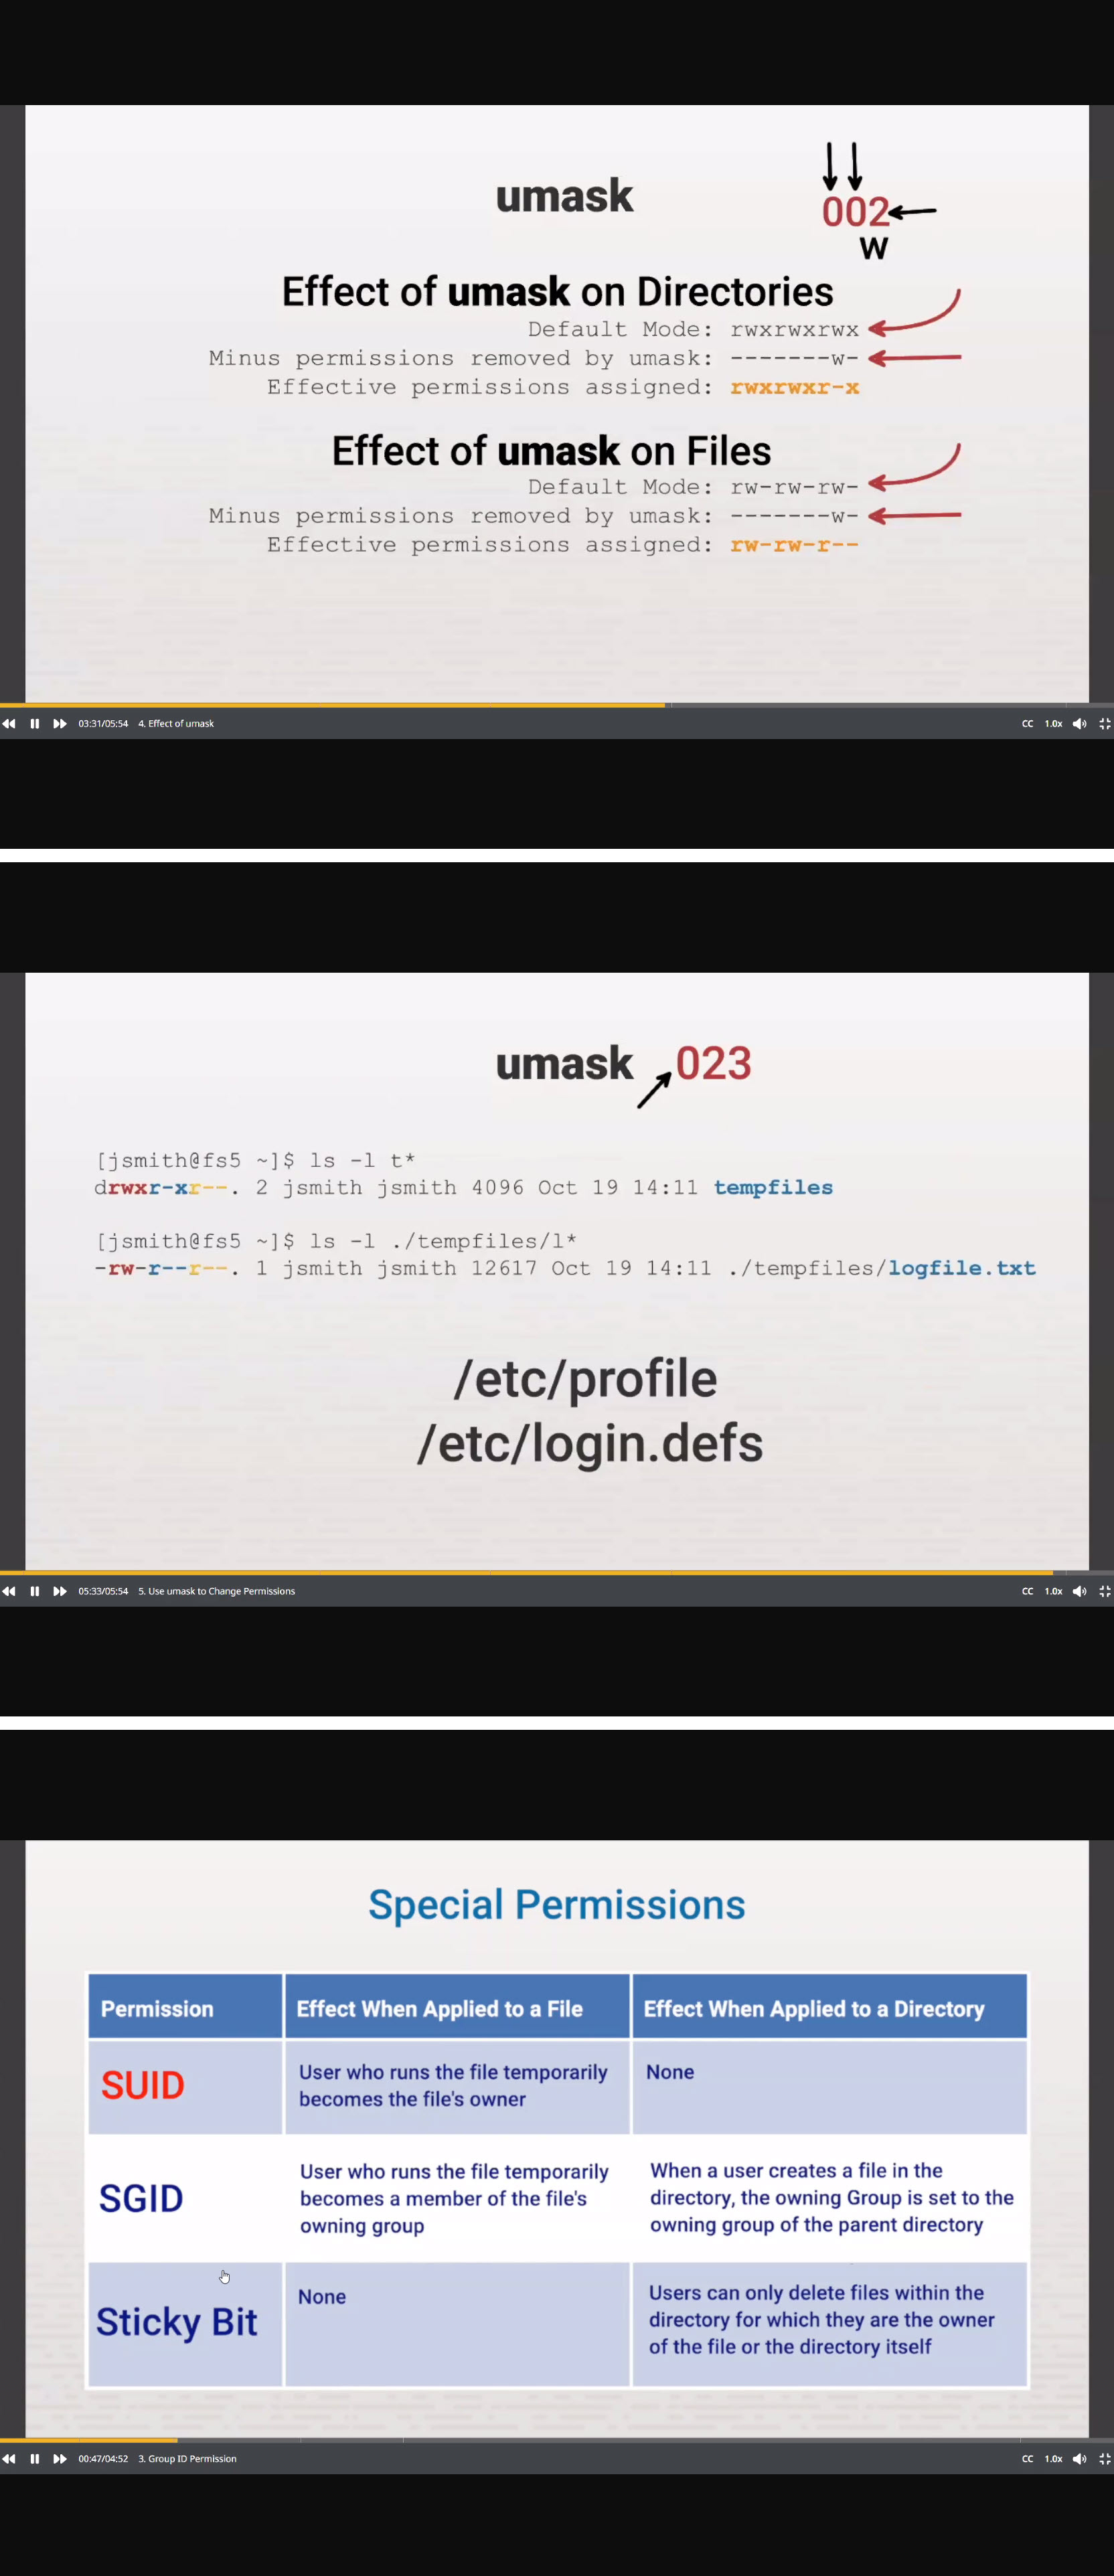 umask
002
W
Effect of umask on Directories
Default Mode: rwxrwxrwx
Minus permissions removed by umask: -------w-
Effective permissions assigned: rwxrwxr-x
Effect of umask on Files
Default Mode: rw-rw-rw-
Minus permissions removed by umask: -------w-
Effective permissions assigned: rw-rw-r--
03:31/05:54 4. Effect of umask CC 1.0x
umask 023
[jsmith@fs5 ~]$ ls -l t*
drwxr-xr--. 2 jsmith jsmith 4096 Oct 19 14:11 tempfiles
[jsmith@fs5 ~]$ ls -l ./tempfiles/l*
-rw-r--r--. 1 jsmith jsmith 12617 Oct 19 14:11 ./tempfiles/logfile.txt
/etc/profile
/etc/login.defs
05:33/05:54 5. Use umask to Change Permissions CC 1.0x
Special Permissions
Permission Effect When Applied to a File Effect When Applied to a Directory
SUID
User who runs the file temporarily
becomes the file's owner
None
SGID
User who runs the file temporarily
becomes a member of the file's
owning group
When a user creates a file in the
directory, the owning Group is set to the
owning group of the parent directory
Sticky Bit
None
Users can only delete files within the
directory for which they are the owner
of the file or the directory itself
00:47/04:52 3. Group ID Permission CC 1.0x